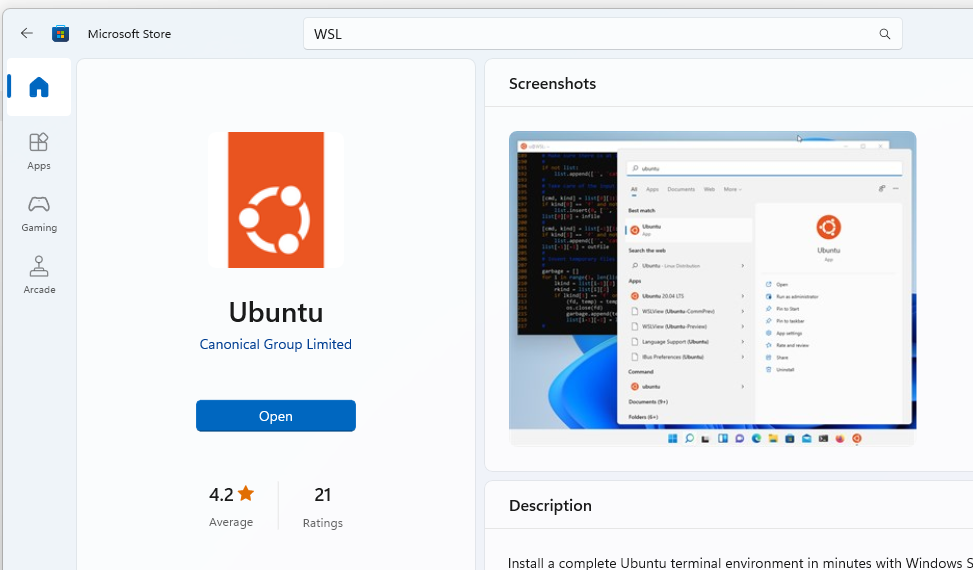 Microsoft Store
WSL
Apps
Gaming
Arcade
Ubuntu
Canonical Group Limited
Open
4.2
Average
21
Ratings
Screenshots
ubuntu
All Apps Documents Web More
Best match
Ubuntu
App
Search the web
Ubuntu - Linux Distribution
Apps
Ubuntu 20.04 LTS
WSLView (Ubuntu-CommPrev)
WSLView (Ubuntu-Preview)
Language Support (Ubuntu)
IBus Preferences (Ubuntu)
Command
ubuntu
Documents (9+)
Folders (6+)
Ubuntu
App
Open
Run as administrator
Pin to Start
Pin to taskbar
App settings
Rate and review
Share
Uninstall
Description
Install a complete Ubuntu terminal environment in minutes with Windows S